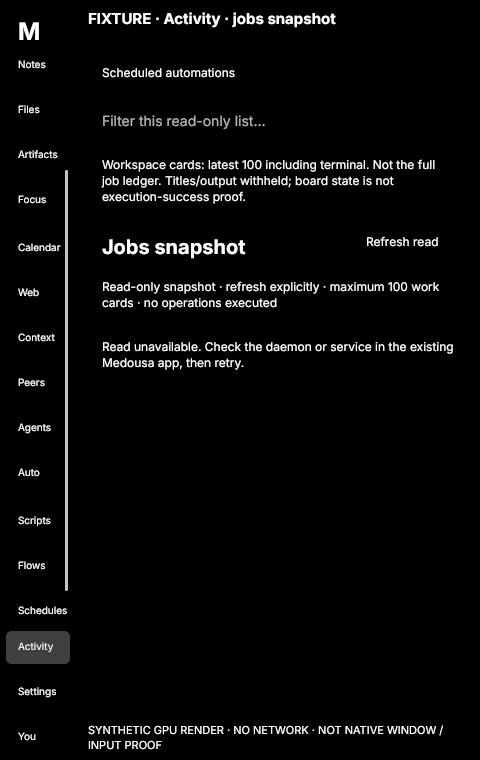 M
Notes
Files
Artifacts
Focus
Calendar
Web
Context
Peers
Agents
Auto
Scripts
Flows
Schedules
Activity
Settings
You
FIXTURE · Activity · jobs snapshot
Scheduled automations
Filter this read-only list...
Workspace cards: latest 100 including terminal. Not the full
job ledger. Titles/output withheld; board state is not
execution-success proof.
Jobs snapshot
Refresh read
Read-only snapshot · refresh explicitly · maximum 100 work
cards · no operations executed
Read unavailable. Check the daemon or service in the existing
Medousa app, then retry.
SYNTHETIC GPU RENDER · NO NETWORK · NOT NATIVE WINDOW /
INPUT PROOF